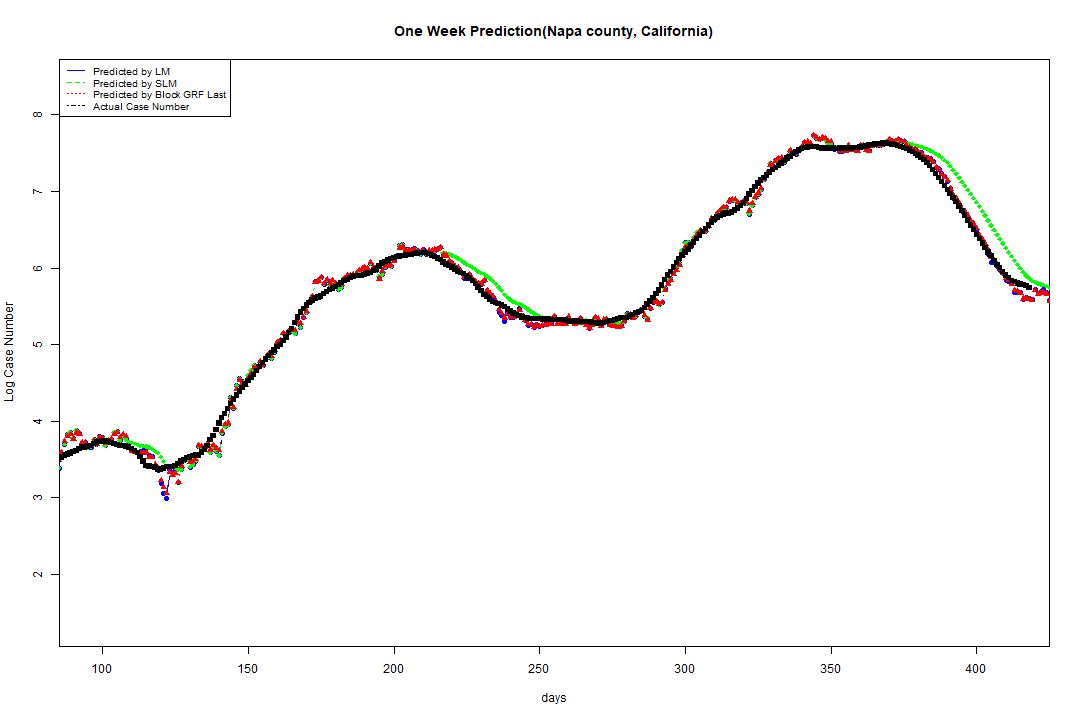 One Week Prediction(Napa county, California)
Predicted by LM
Predicted by SLM
Predicted by Block GRF Last
Actual Case Number
8
7
6
5
4
3
2
Log Case Number
100 150 200 250 300 350 400
days